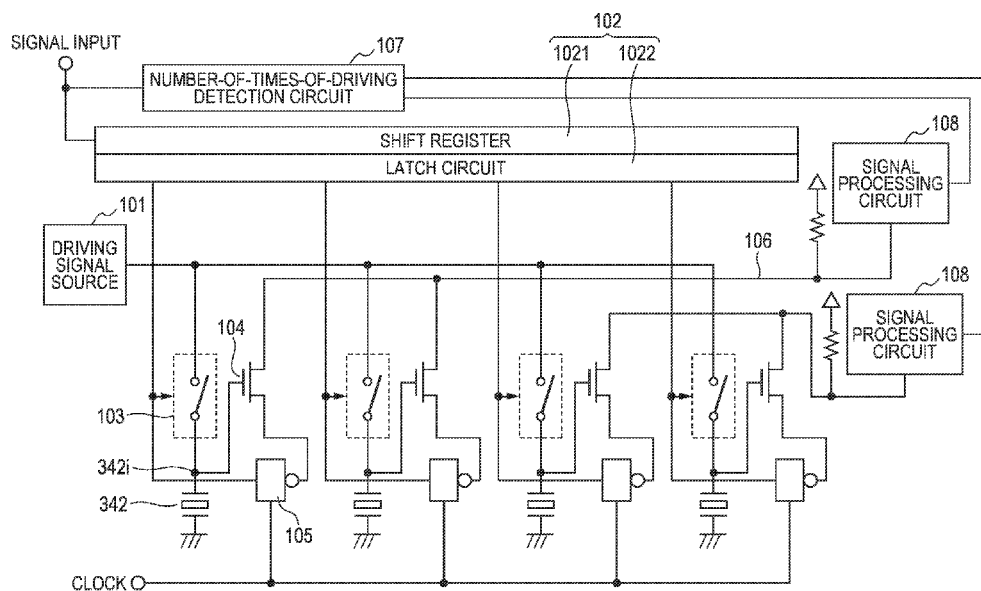 SIGNAL INPUT
107
102
1021
1022
NUMBER-OF-TIMES-OF-DRIVING
DETECTION CIRCUIT
SHIFT REGISTER
LATCH CIRCUIT
108
SIGNAL
PROCESSING
CIRCUIT
101
DRIVING
SIGNAL
SOURCE
106
108
SIGNAL
PROCESSING
CIRCUIT
104
103
342i
342
105
CLOCK